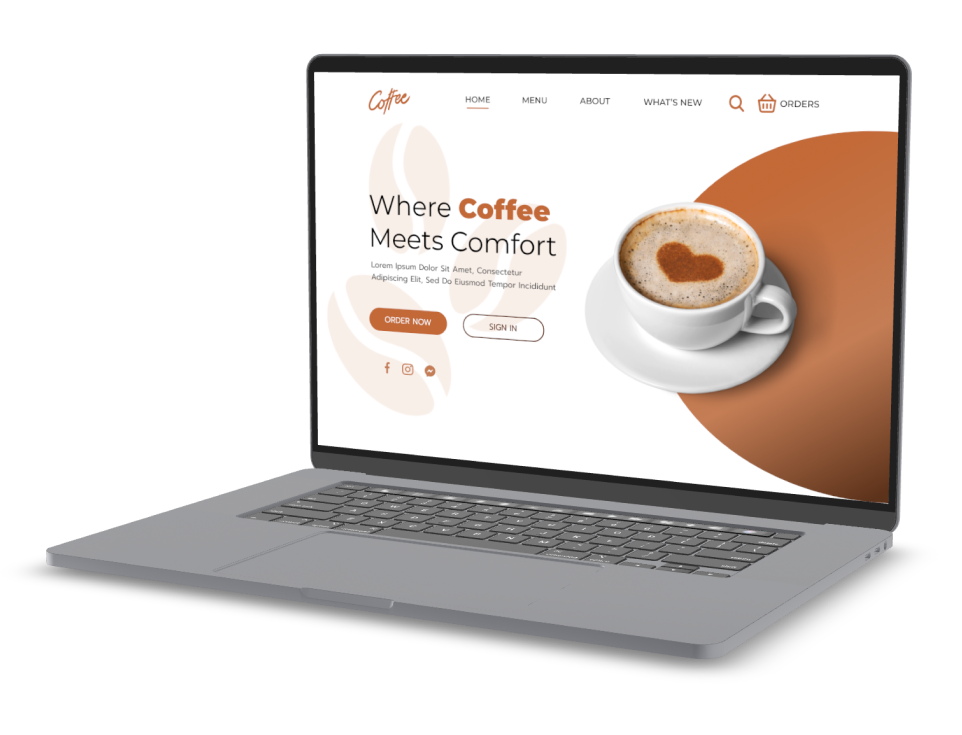 Coffee
HOME
MENU
ABOUT
WHAT'S NEW
ORDERS
Where Coffee
Meets Comfort
Lorem Ipsum Dolor Sit Amet, Consectetur
Adipiscing Elit, Sed Do Eiusmod Tempor Incididunt
ORDER NOW
SIGN IN